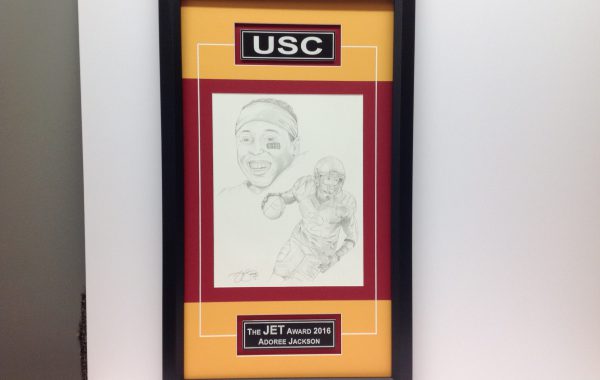 USC
THE JET AWARD 2016
ADOREE JACKSON